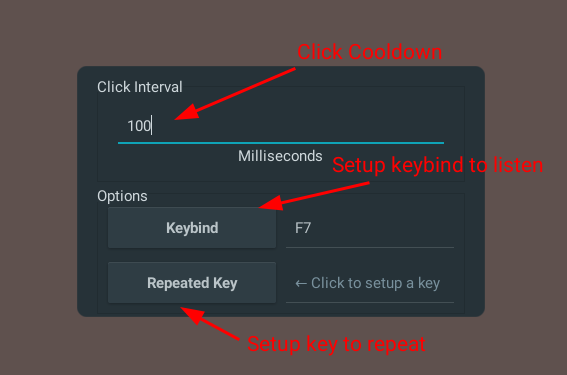 Click Cooldown
Click Interval
100
Milliseconds
Setup keybind to listen
Options
Keybind
F7
Repeated Key
← Click to setup a key
Setup key to repeat